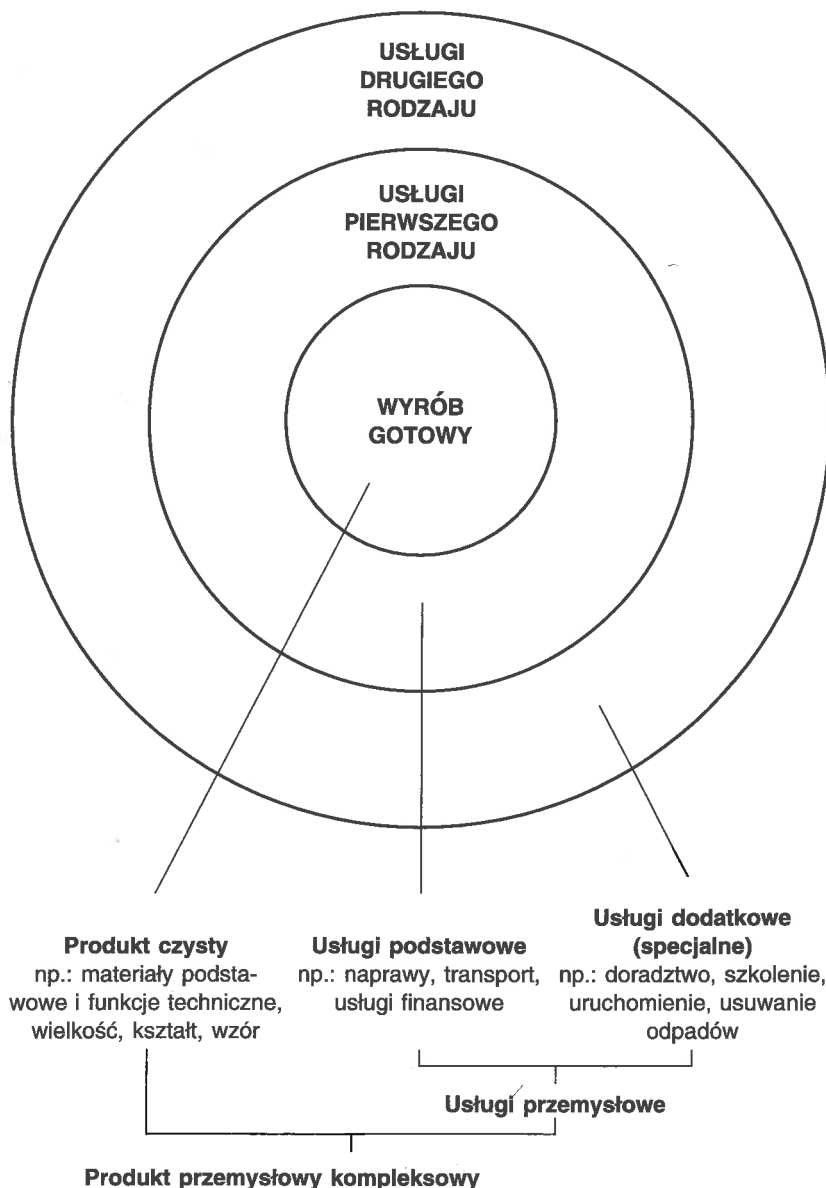 USŁUGI
DRUGIEGO
RODZAJU
USŁUGI
PIERWSZEGO
RODZAJU
WYRÓB
GOTOWY
Produkt czysty
np.: materiały podsta-
wowe i funkcje techniczne,
wielkość, kształt, wzór
Usługi podstawowe
np.: naprawy, transport,
usługi finansowe
Usługi dodatkowe
(specjalne)
np.: doradztwo, szkolenie,
uruchomienie, usuwanie
odpadów
Usługi przemysłowe
Produkt przemysłowy kompleksowy